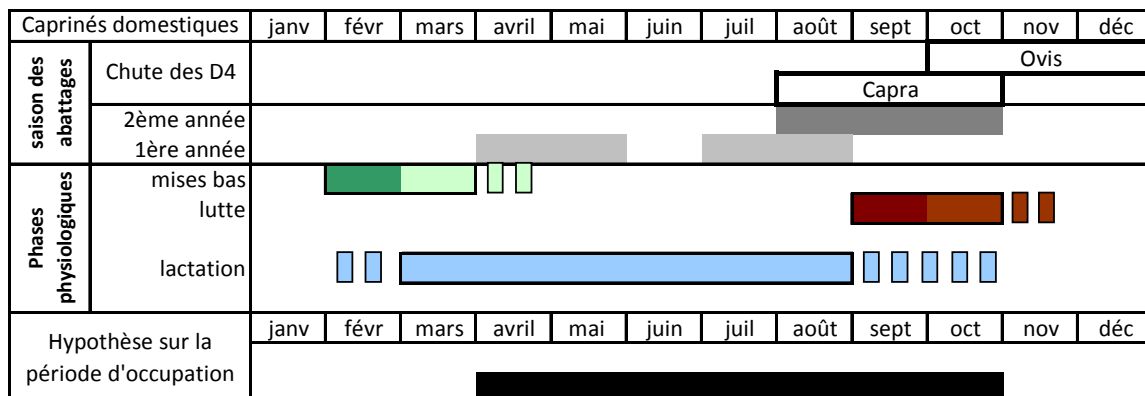 Caprinés domestiques janv févr mars avril mai juin juil août sept oct nov déc
saison des abattages
Chute des D4
Ovis
Capra
2ème année
1ère année
Phases physiologiques
mises bas
lutte
lactation
Hypothèse sur la période d'occupation
janv févr mars avril mai juin juil août sept oct nov déc